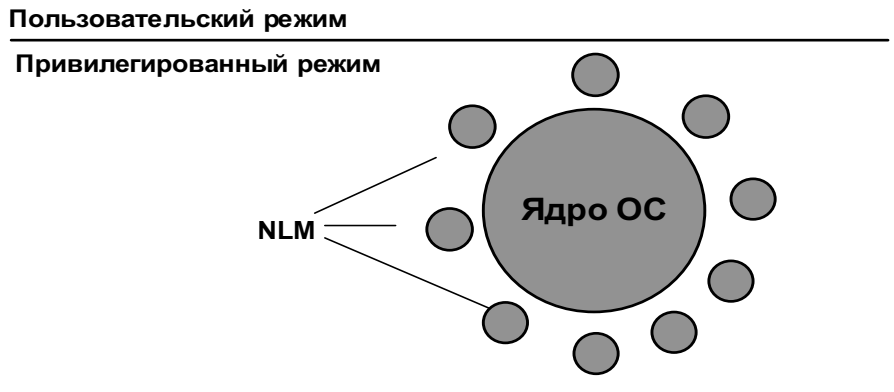 Пользовательский режим
Привилегированный режим
Ядро ОС
NLM